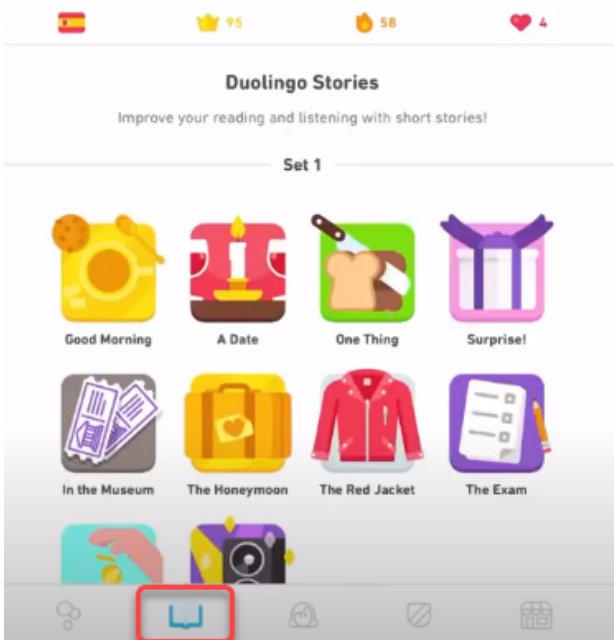 95 58 4
Duolingo Stories
Improve your reading and listening with short stories!
Set 1
Good Morning A Date One Thing Surprise!
In the Museum The Honeymoon The Red Jacket The Exam